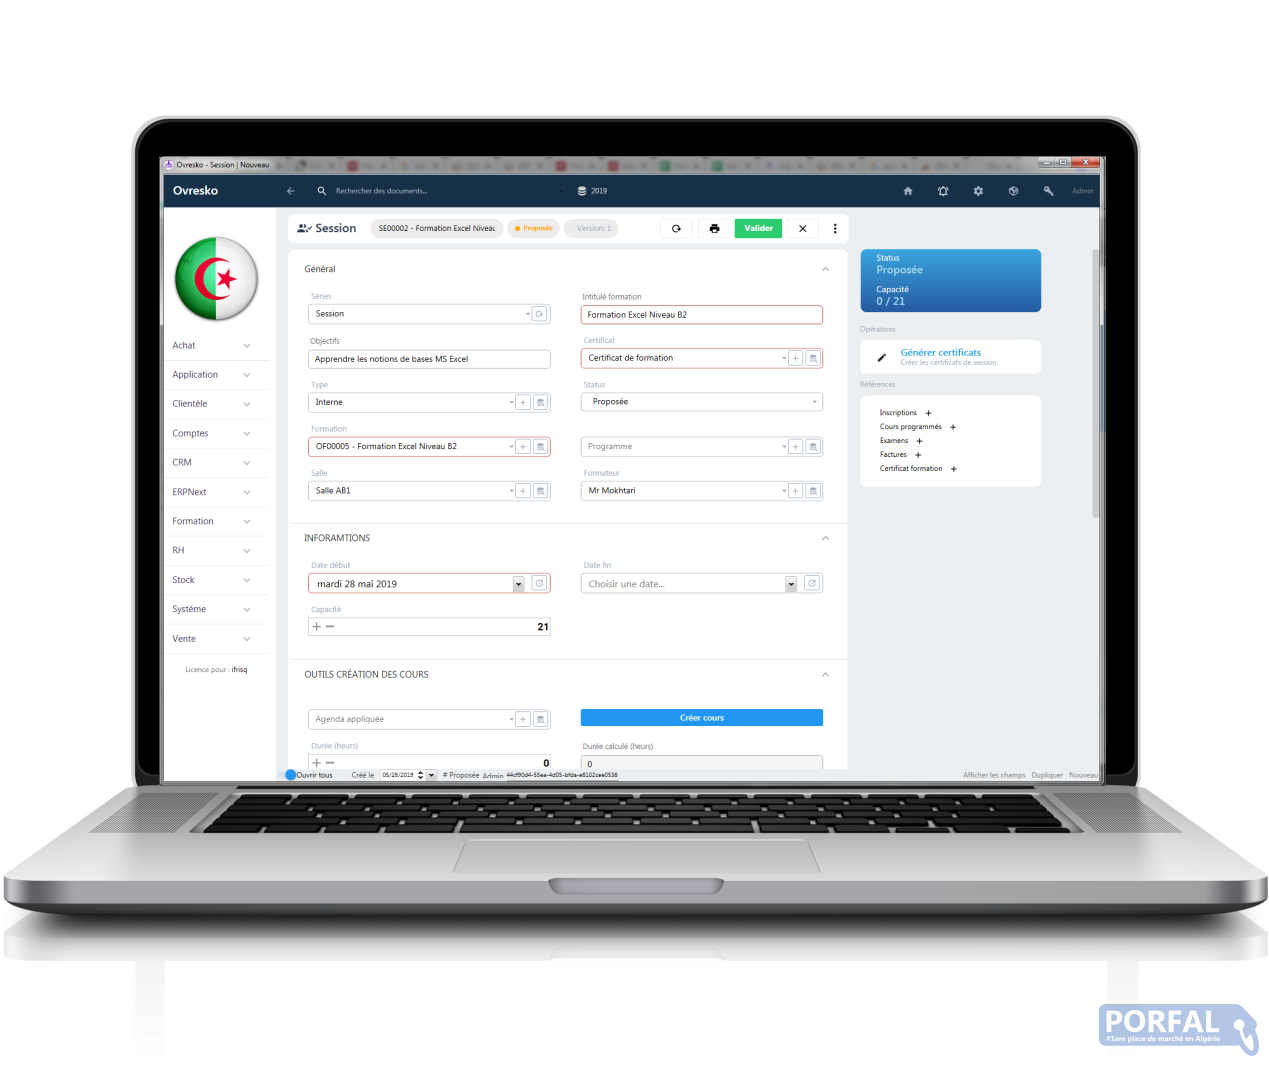 Ovresko - Session | Nouveau
Ovresko
Rechercher des documents...
2019
Admin
Session
SE00002 - Formation Excel Niveau
Proposée
Version: 1
Valider
Général
Séries
Session
Intitulé formation
Formation Excel Niveau B2
Objectifs
Apprendre les notions de bases MS Excel
Certificat
Certificat de formation
Type
Interne
Status
Proposée
Formation
OF00005 - Formation Excel Niveau B2
Programme
Salle
Salle AB1
Formateur
Mr Mokhtari
INFORAMTIONS
Date début
mardi 28 mai 2019
Date fin
Choisir une date...
Capacité
21
OUTILS CRÉATION DES COURS
Agenda appliquée
Créer cours
Durée (heurs)
0
Durée calculé (heurs)
0
Achat
Application
Clientèle
Comptes
CRM
ERPNext
Formation
RH
Stock
Systéme
Vente
Licence pour : ifrisq
Status
Proposée
Capacité
0 / 21
Opérations
Générer certificats
Créer les certificats de session
Références
Inscriptions
Cours programmés
Examens
Factures
Certificat formation
Ouvrir tous
Créé le
05/28/2019
# Proposée
Admin
44cf90d4-55ea-4d05-bfda-e6102cee0536
Afficher les champs
Dupliquer
Nouveau
PORFAL
#1ere place de marché en Algérie